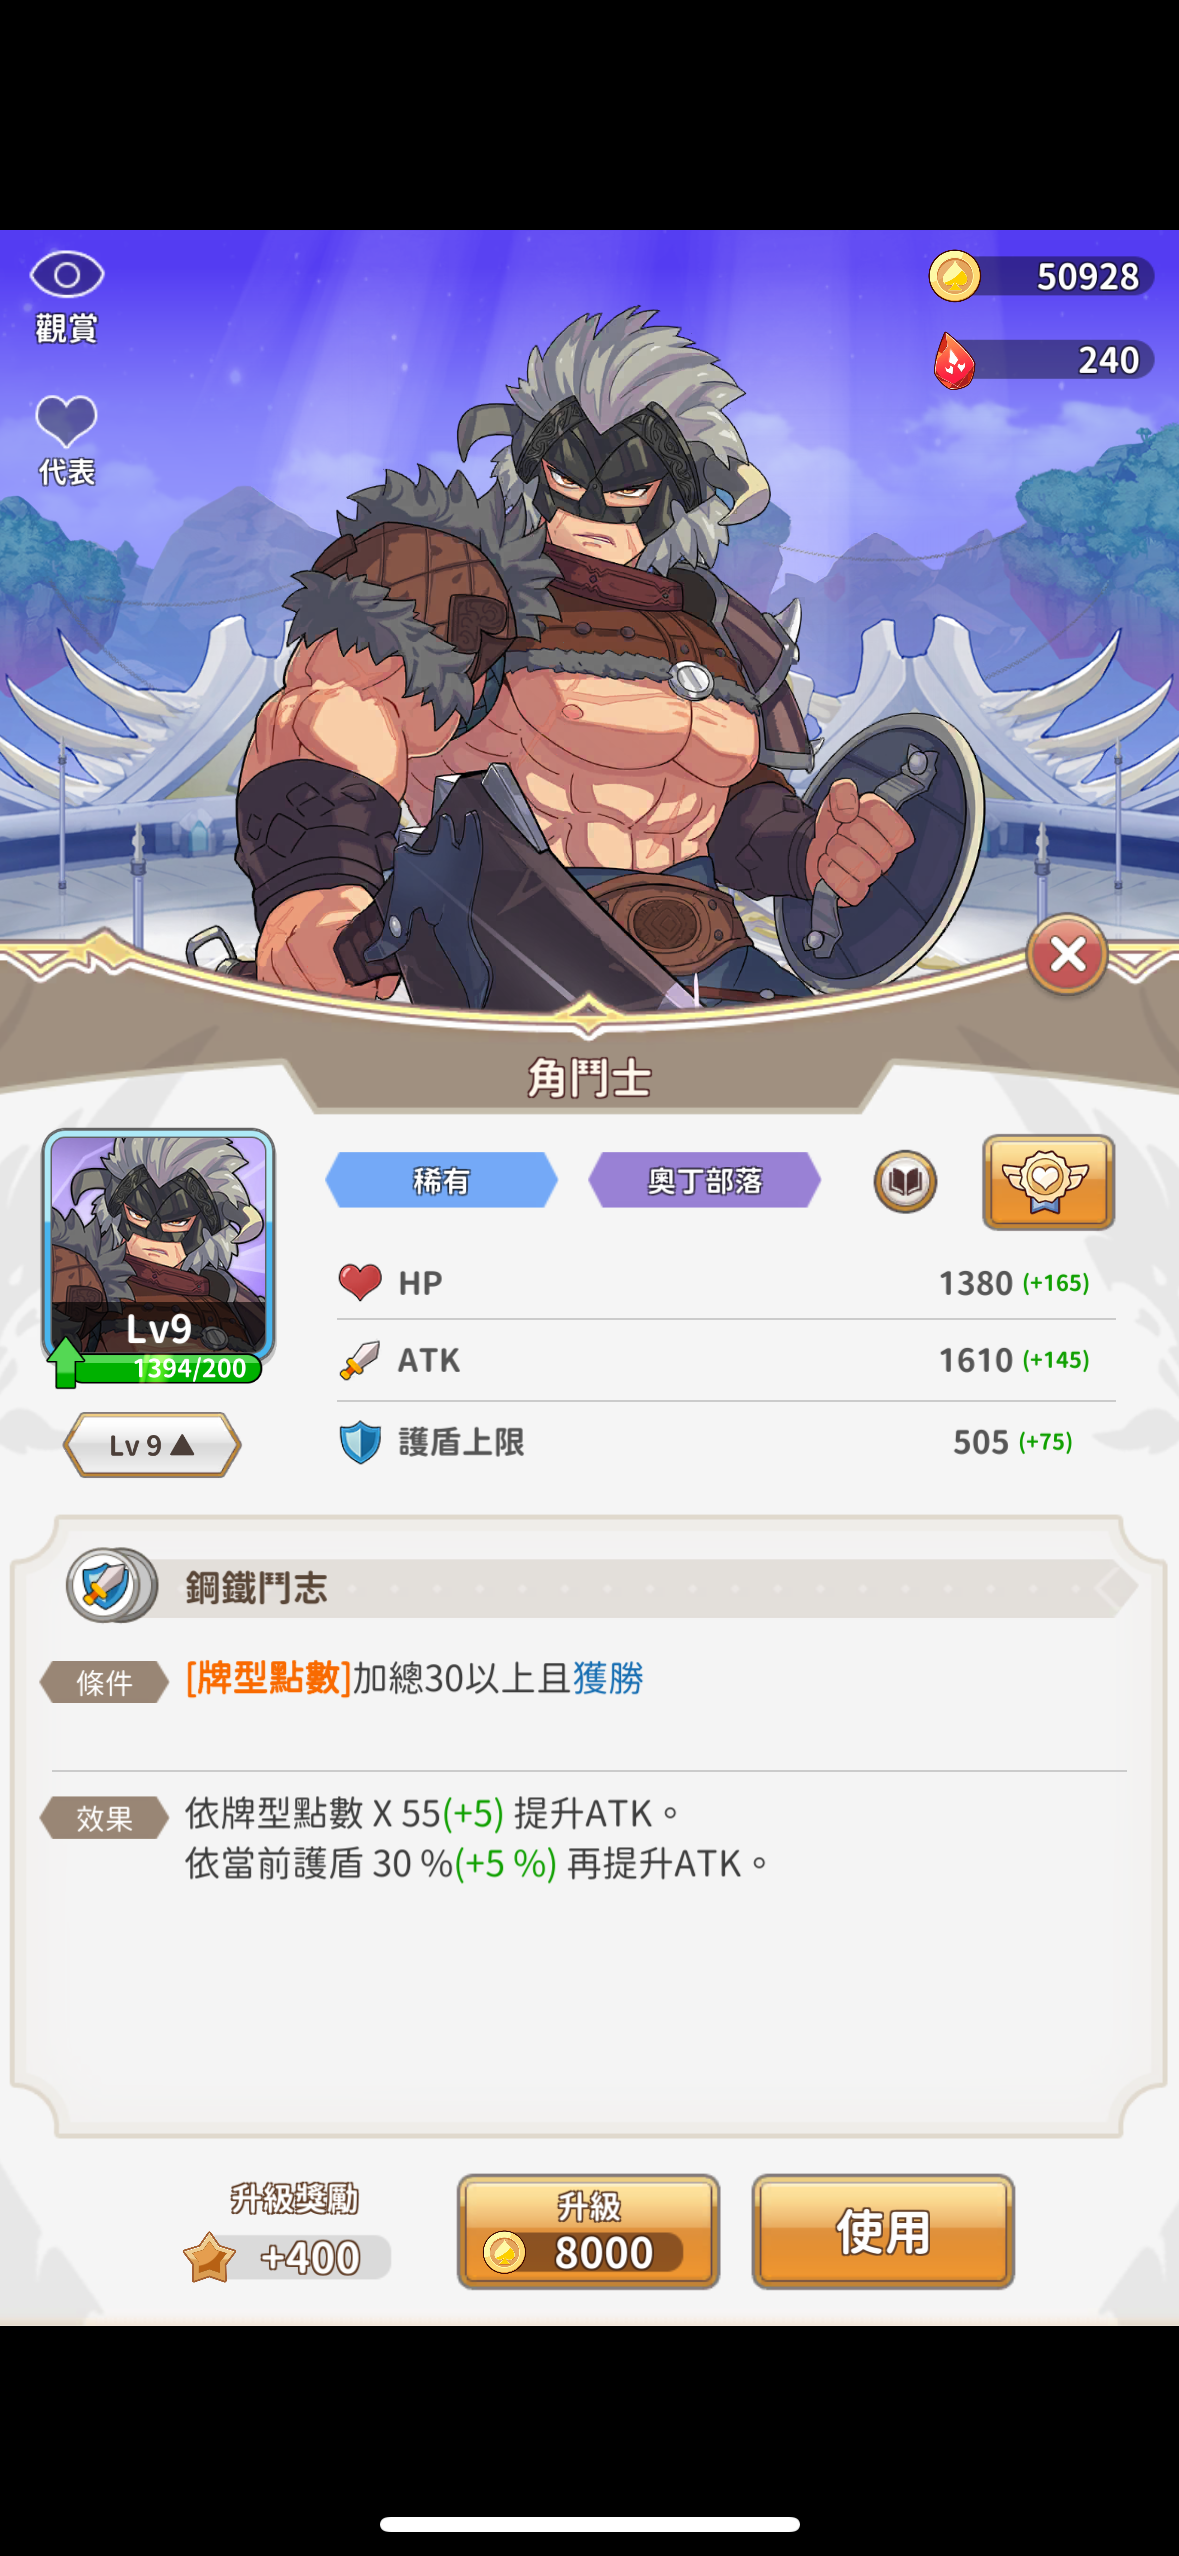 觀賞
50928
240
代表
角鬥士
稀有
奧丁部落
Lv9
1394/200
Lv 9 ▲
HP 1380 (+165)
ATK 1610 (+145)
護盾上限 505 (+75)
鋼鐵鬥志
條件 [牌型點數]加總30以上且獲勝
效果 依牌型點數 X 55(+5) 提升ATK。
依當前護盾 30 %(+5 %) 再提升ATK。
升級獎勵
+400
升級
8000
使用